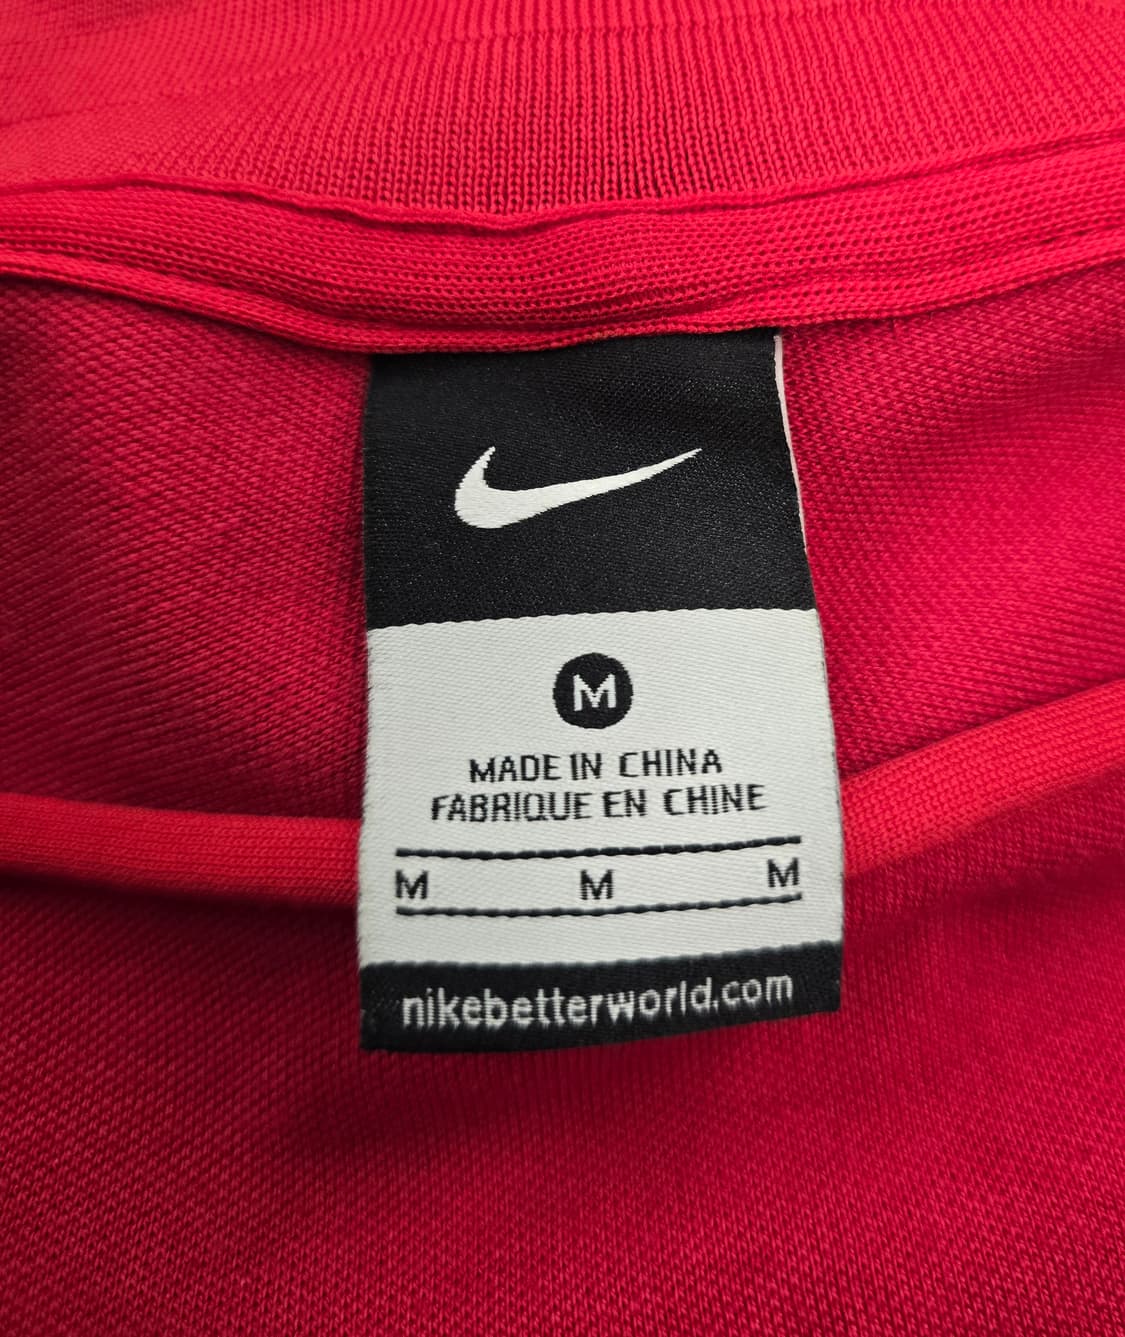 M
MADE IN CHINA
FABRIQUE EN CHINE
M M M
nikebetterworld.com